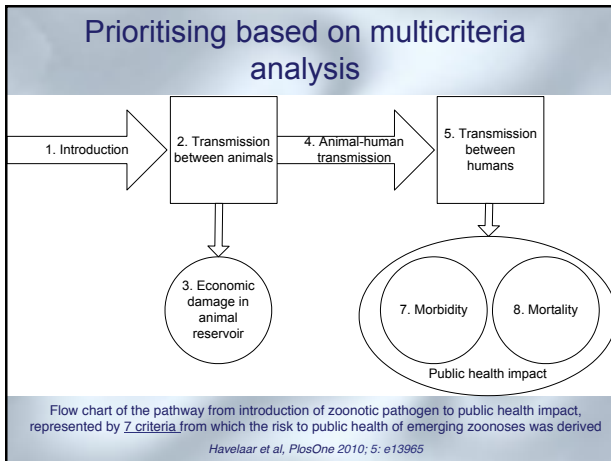 Prioritising based on multicriteria
analysis
1. Introduction
2. Transmission
between animals
4. Animal-human
transmission
5. Transmission
between
humans
3. Economic
damage in
animal
reservoir
7. Morbidity
8. Mortality
Public health impact
Flow chart of the pathway from introduction of zoonotic pathogen to public health impact,
represented by 7 criteria from which the risk to public health of emerging zoonoses was derived
Havelaar et al, PlosOne 2010; 5: e13965